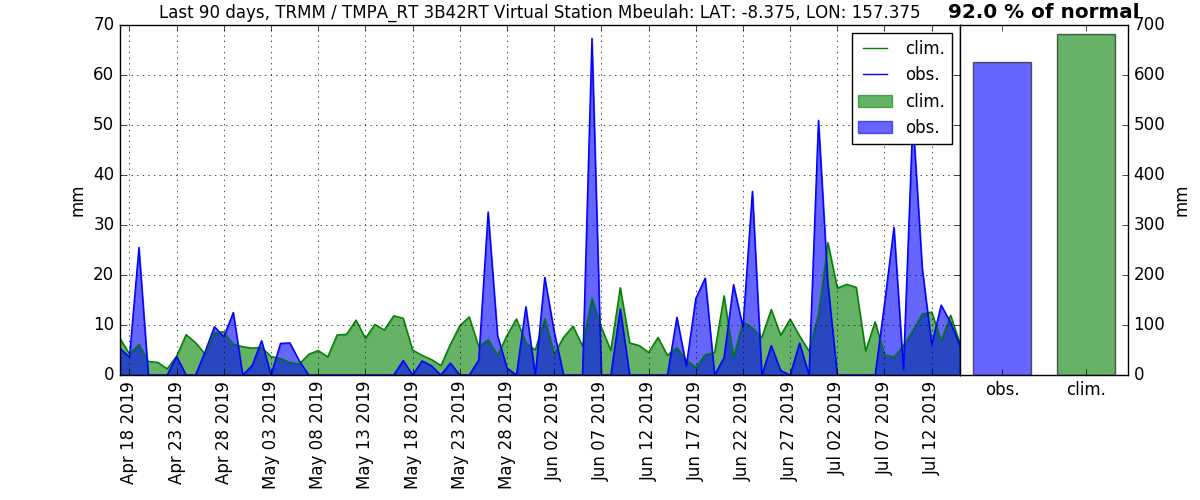 Last 90 days, TRMM / TMPA_RT 3B42RT Virtual Station Mbeulah: LAT: -8.375, LON: 157.375
92.0 % of normal
70
60
50
40
30
20
10
0
mm
clim.
obs.
clim.
obs.
700
600
500
400
300
200
100
0
mm
obs.
clim.
Apr 18 2019
Apr 23 2019
Apr 28 2019
May 03 2019
May 08 2019
May 13 2019
May 18 2019
May 23 2019
May 28 2019
Jun 02 2019
Jun 07 2019
Jun 12 2019
Jun 17 2019
Jun 22 2019
Jun 27 2019
Jul 02 2019
Jul 07 2019
Jul 12 2019